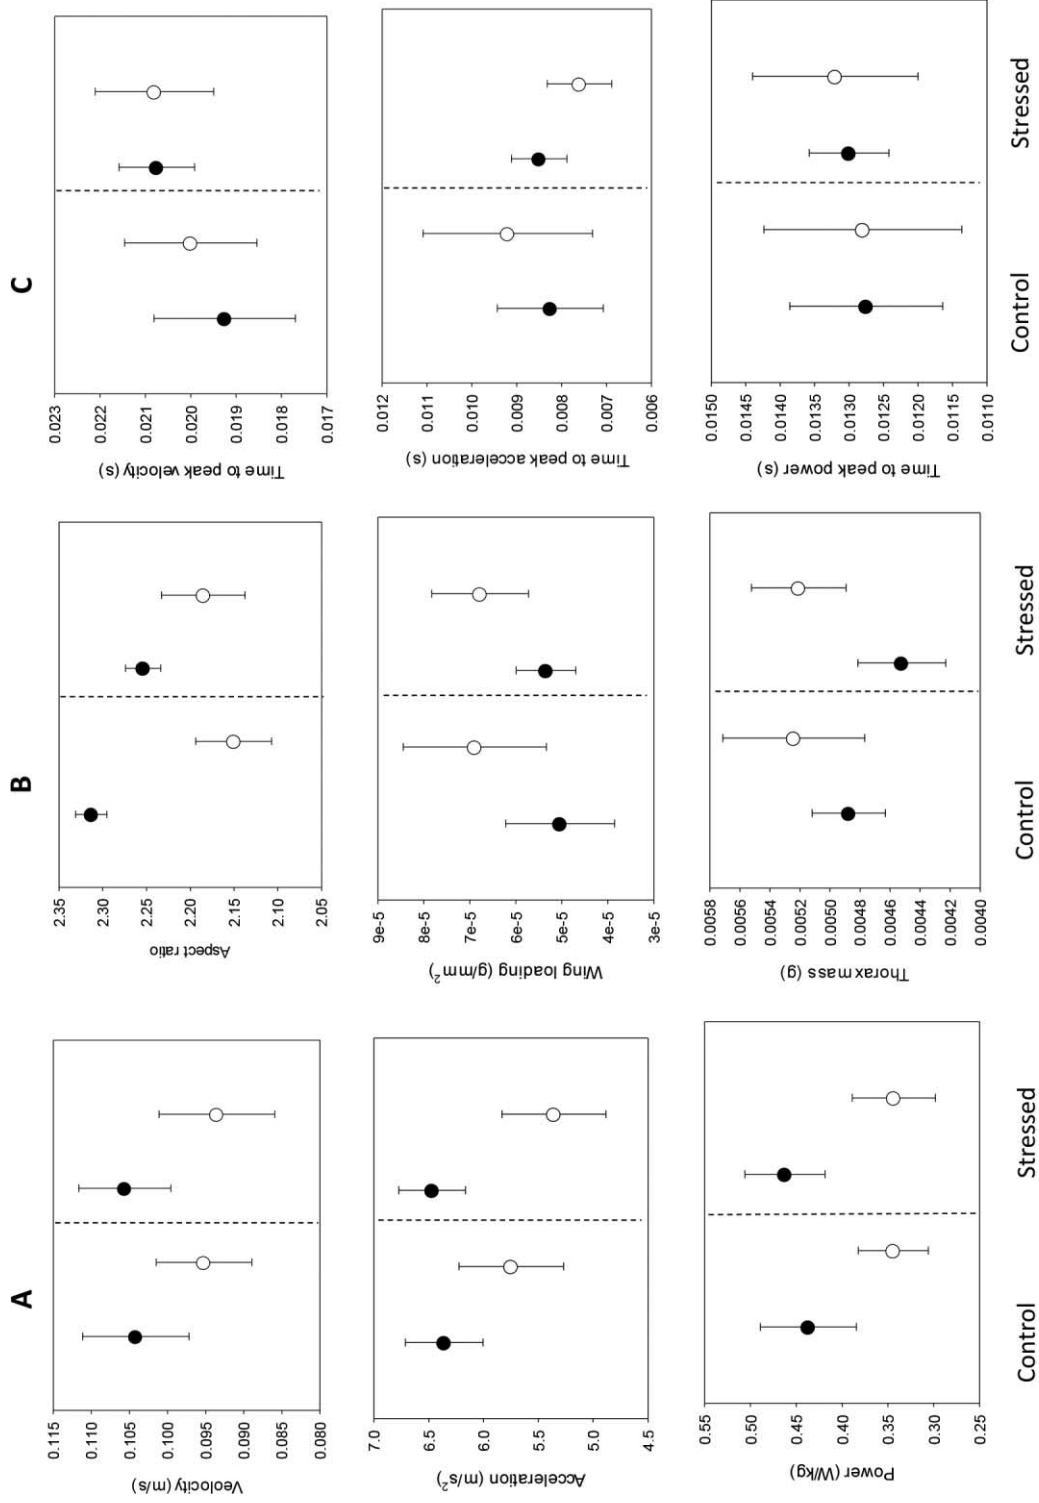 A
B
C
0.115
0.110
0.105
0.100
0.095
0.090
0.085
0.080
Veolocity (m/s)
2.35
2.30
2.25
2.20
2.15
2.10
2.05
Aspect ratio
0.023
0.022
0.021
0.020
0.019
0.018
0.017
Time to peak velocity (s)
7.0
6.5
6.0
5.5
5.0
4.5
Acceleration (m/s²)
9e-5
8e-5
7e-5
6e-5
5e-5
4e-5
3e-5
Wing loading (g/mm²)
0.012
0.011
0.010
0.009
0.008
0.007
0.006
Time to peak acceleration (s)
0.55
0.50
0.45
0.40
0.35
0.30
0.25
Power (W/kg)
0.0058
0.0056
0.0054
0.0052
0.0050
0.0048
0.0046
0.0044
0.0042
0.0040
Thorax mass (g)
0.0150
0.0145
0.0140
0.0135
0.0130
0.0125
0.0120
0.0115
0.0110
Time to peak power (s)
Control Stressed
Control Stressed
Control Stressed